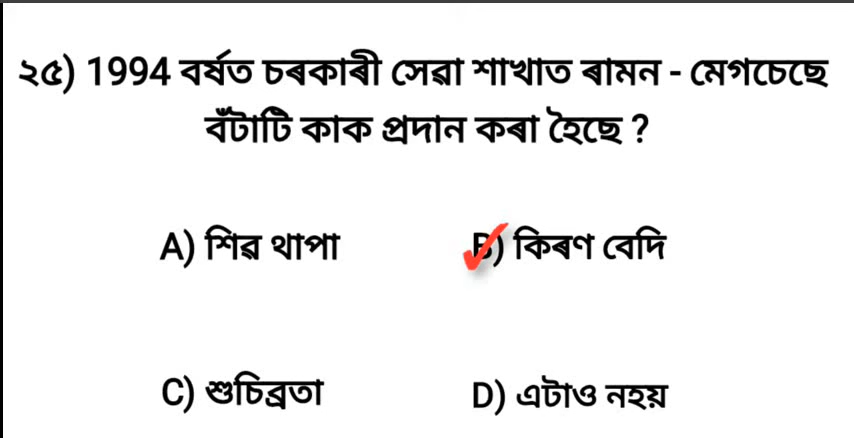 ২৫) 1994 বৰ্ষত চৰকাৰী সেৱা শাখাত ৰামন - মেগচেছে
বঁটাটি কাক প্ৰদান কৰা হৈছে ?
A) শিৱ থাপা
B) কিৰণ বেদি
C) শুচিব্ৰতা
D) এটাও নহয়